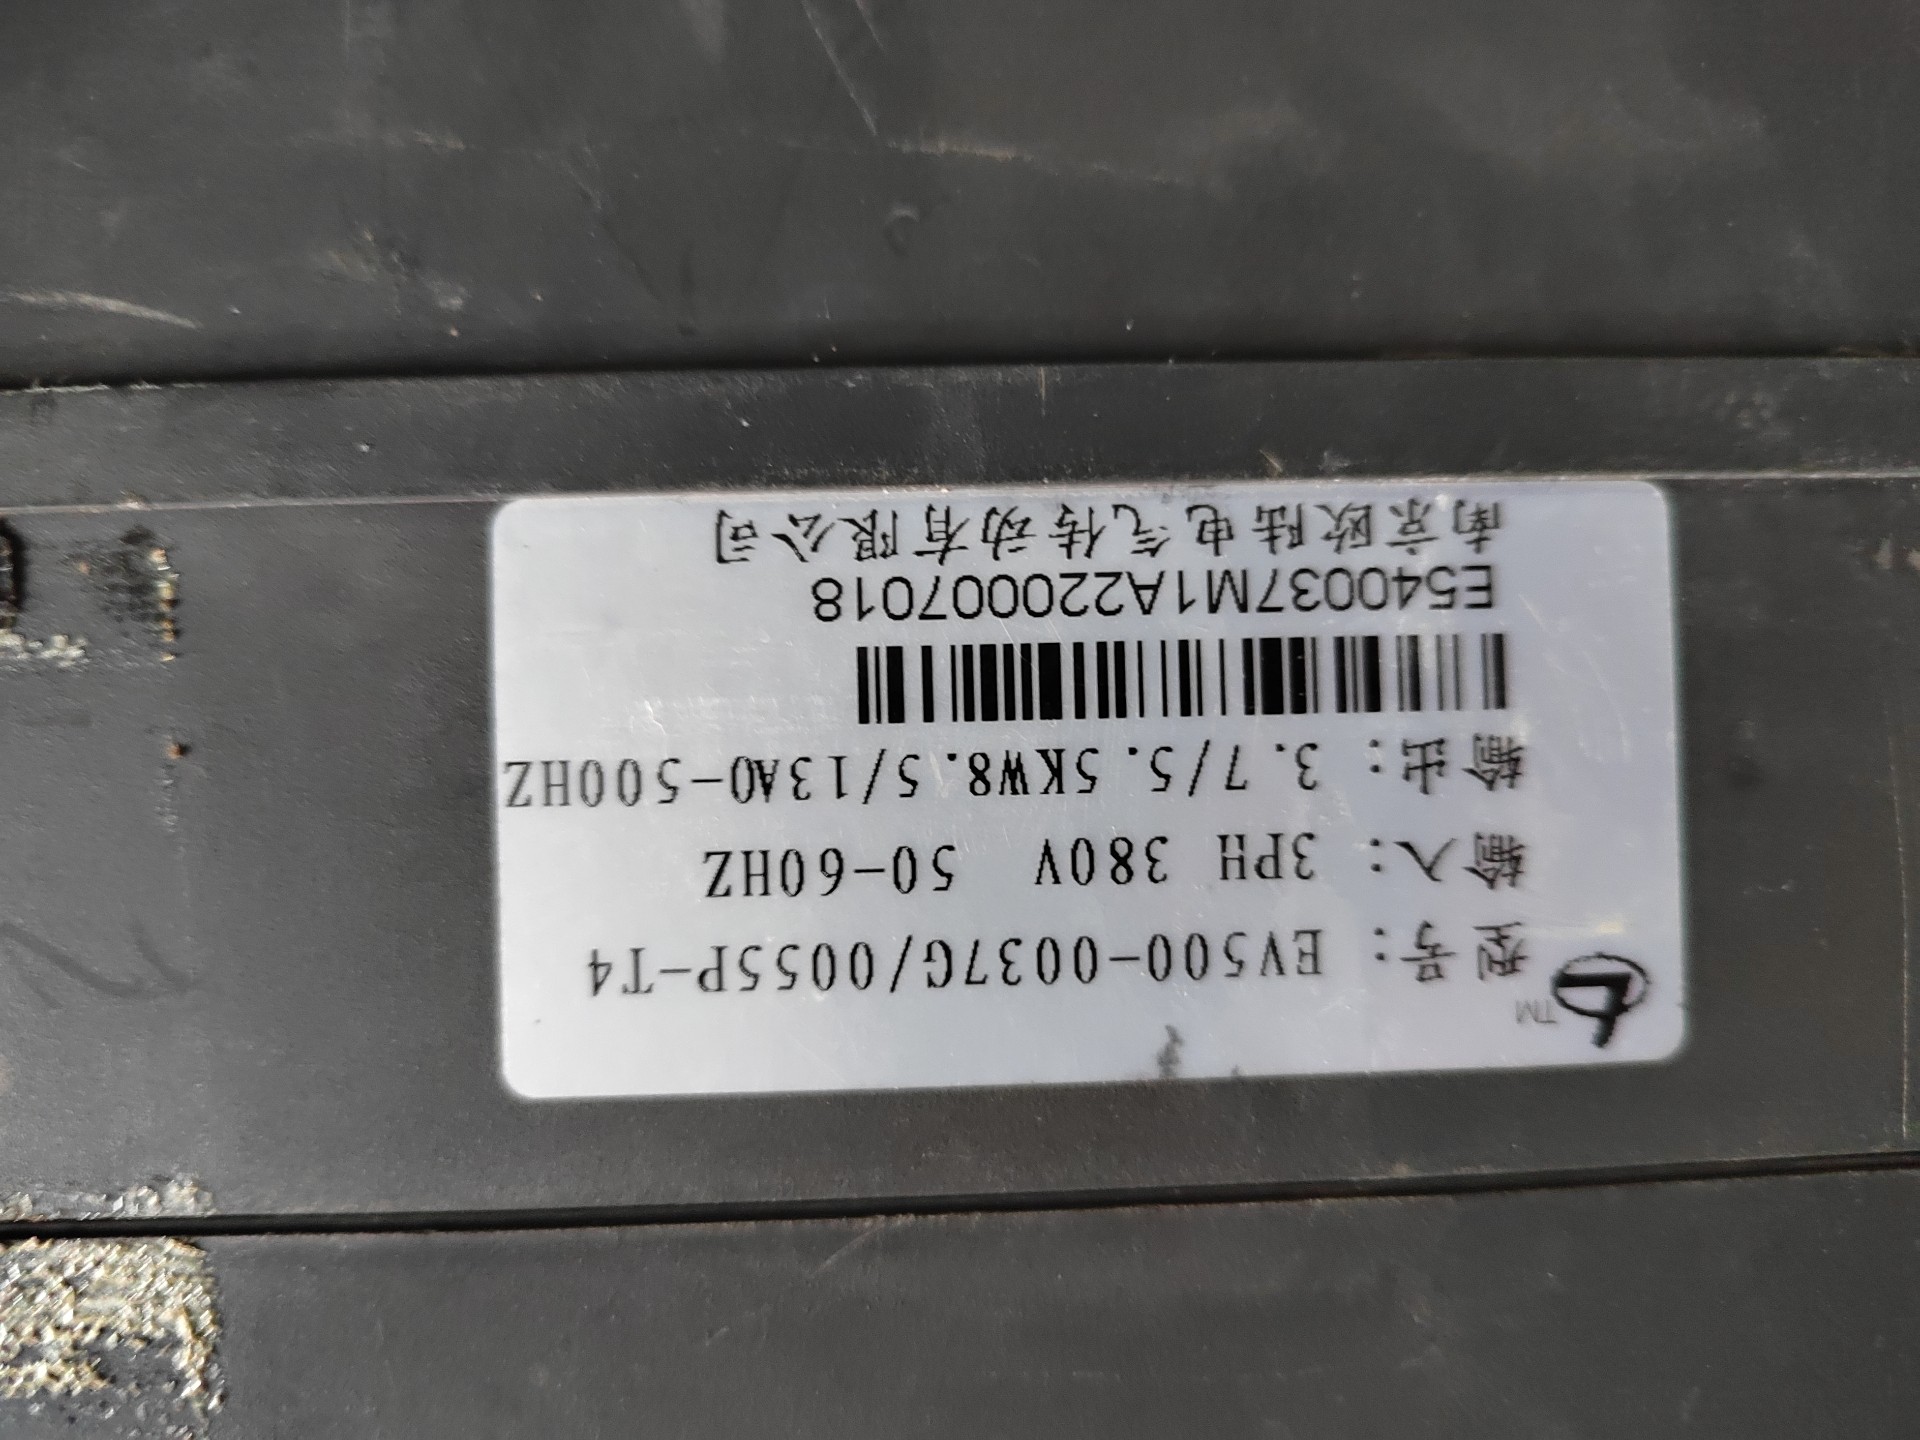 TM
型号: EV500-0037G/0055P-T4
输入: 3PH 380V 50-60HZ
输出: 3.7/5.5KW8.5/13A0-500HZ
E540037M1A220007018
南京欧陆电气传动有限公司